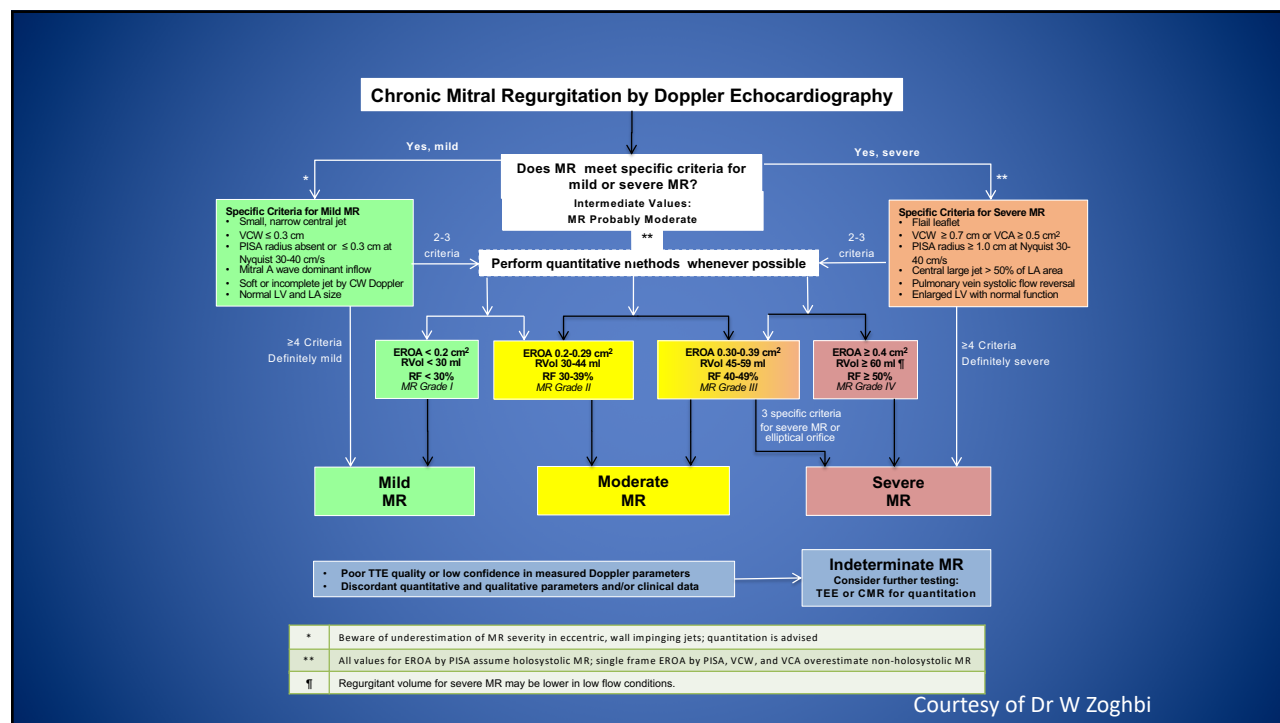 Chronic Mitral Regurgitation by Doppler Echocardiography
Yes, mild
Yes, severe
*
**
Does MR meet specific criteria for
mild or severe MR?
Intermediate Values:
MR Probably Moderate
**
Specific Criteria for Mild MR
• Small, narrow central jet
• VCW ≤ 0.3 cm
• PISA radius absent or ≤ 0.3 cm at
Nyquist 30-40 cm/s
• Mitral A wave dominant inflow
• Soft or incomplete jet by CW Doppler
• Normal LV and LA size
2-3
criteria
Perform quantitative methods whenever possible
2-3
criteria
Specific Criteria for Severe MR
• Flail leaflet
• VCW ≥ 0.7 cm or VCA ≥ 0.5 cm²
• PISA radius ≥ 1.0 cm at Nyquist 30-
40 cm/s
• Central large jet > 50% of LA area
• Pulmonary vein systolic flow reversal
• Enlarged LV with normal function
≥4 Criteria
Definitely mild
EROA < 0.2 cm²
RVol < 30 ml
RF < 30%
MR Grade I
EROA 0.2-0.29 cm²
RVol 30-44 ml
RF 30-39%
MR Grade II
EROA 0.30-0.39 cm²
RVol 45-59 ml
RF 40-49%
MR Grade III
EROA ≥ 0.4 cm²
RVol ≥ 60 ml ¶
RF ≥ 50%
MR Grade IV
≥4 Criteria
Definitely severe
3 specific criteria
for severe MR or
elliptical orifice
Mild
MR
Moderate
MR
Severe
MR
• Poor TTE quality or low confidence in measured Doppler parameters
• Discordant quantitative and qualitative parameters and/or clinical data
Indeterminate MR
Consider further testing:
TEE or CMR for quantitation
* Beware of underestimation of MR severity in eccentric, wall impinging jets; quantitation is advised
** All values for EROA by PISA assume holosystolic MR; single frame EROA by PISA, VCW, and VCA overestimate non-holosystolic MR
¶ Regurgitant volume for severe MR may be lower in low flow conditions.
Courtesy of Dr W Zoghbi